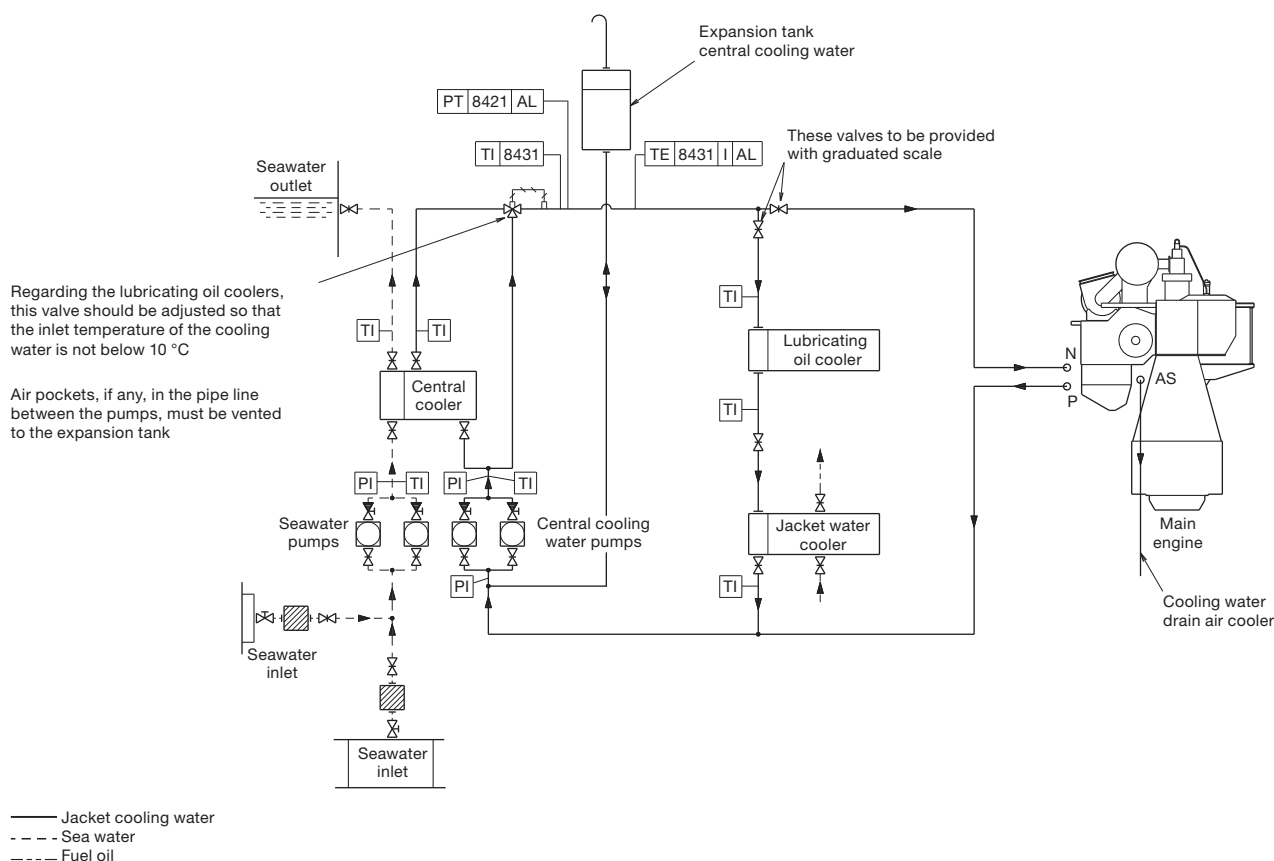 Expansion tank
central cooling water
PT 8421 AL
These valves to be provided
with graduated scale
TI 8431
TE 8431 I AL
Seawater
outlet
Regarding the lubricating oil coolers,
this valve should be adjusted so that
the inlet temperature of the cooling
water is not below 10 °C
Air pockets, if any, in the pipe line
between the pumps, must be vented
to the expansion tank
TI
TI
TI
Lubricating
oil cooler
N
P
AS
Central
cooler
TI
PI
TI
PI
TI
Seawater
pumps
Central cooling
water pumps
Jacket water
cooler
Main
engine
PI
TI
Cooling water
drain air cooler
Seawater
inlet
Seawater
inlet
Jacket cooling water
Sea water
Fuel oil